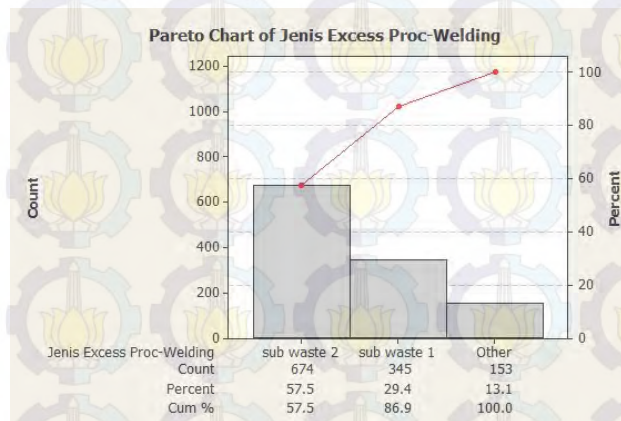 Pareto Chart of Jenis Excess Proc-Welding
1200
1000
800
600
400
200
0
Count
100
80
60
40
20
0
Percent
Jenis Excess Proc-Welding sub waste 2 sub waste 1 Other
Count 674 345 153
Percent 57.5 29.4 13.1
Cum % 57.5 86.9 100.0